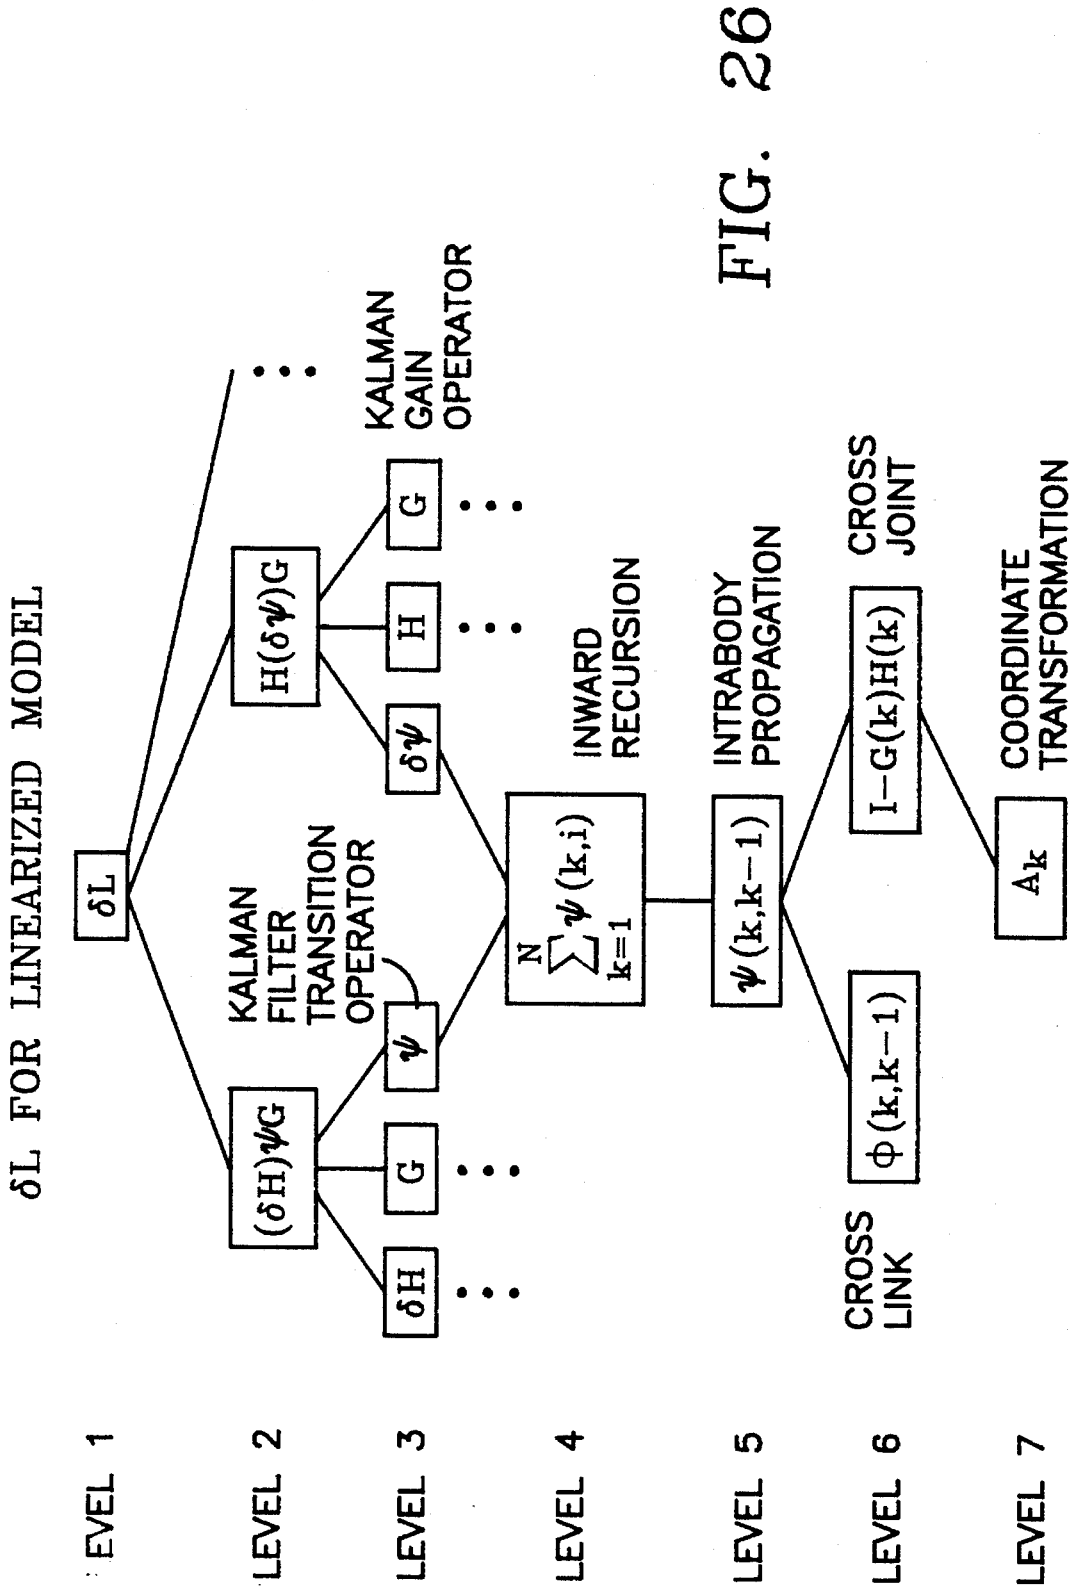 δL FOR LINEARIZED MODEL
EVEL 1
δL
LEVEL 2
(δH)ψG
H(δψ)G
KALMAN
FILTER
TRANSITION
OPERATOR
LEVEL 3
δH
G
ψ
δψ
H
G
KALMAN
GAIN
OPERATOR
LEVEL 4
N
∑ ψ(k,i)
k=1
INWARD
RECURSION
LEVEL 5
ψ(k,k−1)
INTRABODY
PROPAGATION
LEVEL 6
CROSS
LINK
ϕ(k,k−1)
I−G(k)H(k)
CROSS
JOINT
LEVEL 7
Ak
COORDINATE
TRANSFORMATION
FIG. 26